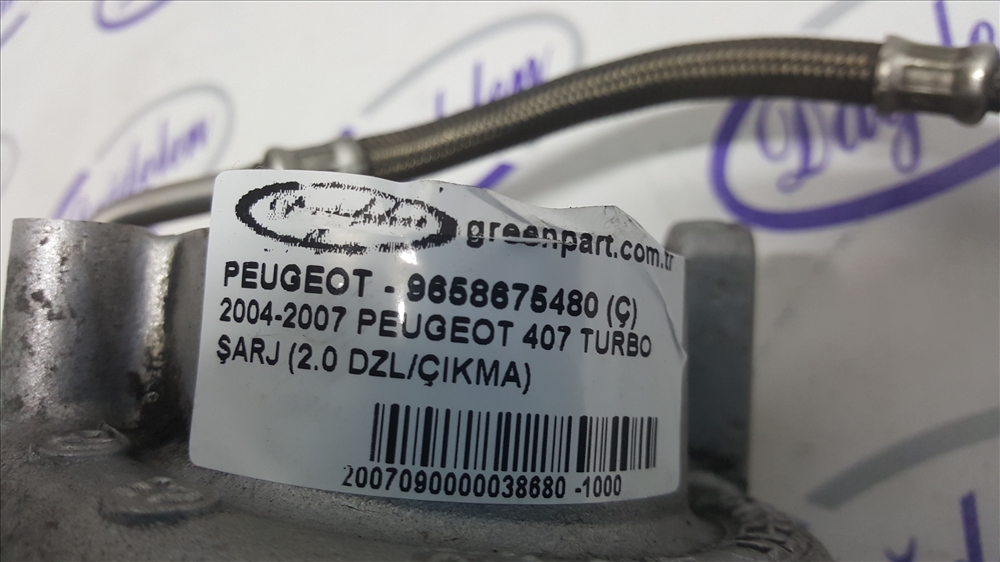 greenpart.com.tr
PEUGEOT - 9658675480 (Ç)
2004-2007 PEUGEOT 407 TURBO
ŞARJ (2.0 DZL/ÇIKMA)
2007090000038680 -1000